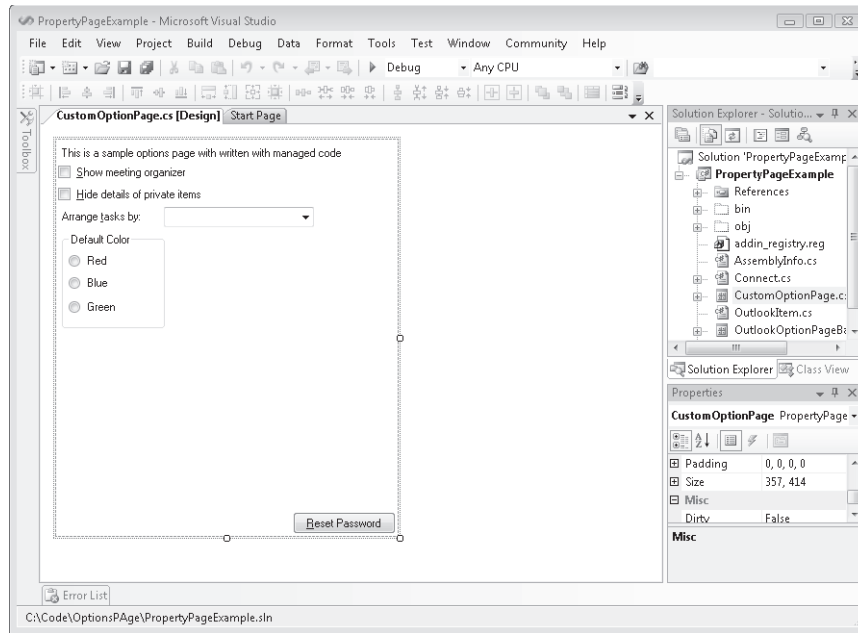 PropertyPageExample - Microsoft Visual Studio
File Edit View Project Build Debug Data Format Tools Test Window Community Help
Debug Any CPU
Toolbox
CustomOptionPage.cs [Design] Start Page
This is a sample options page with written with managed code
Show meeting organizer
Hide details of private items
Arrange tasks by:
Default Color
Red
Blue
Green
Reset Password
Solution Explorer - Solutio...
Solution 'PropertyPageExamp
PropertyPageExample
References
bin
obj
addin_registry.reg
AssemblyInfo.cs
Connect.cs
CustomOptionPage.c
OutlookItem.cs
OutlookOptionPageBa
Solution Explorer Class View
Properties
CustomOptionPage PropertyPage
Padding 0, 0, 0, 0
Size 357, 414
Misc
Dirty False
Misc
Error List
C:\Code\OptionsPAge\PropertyPageExample.sln